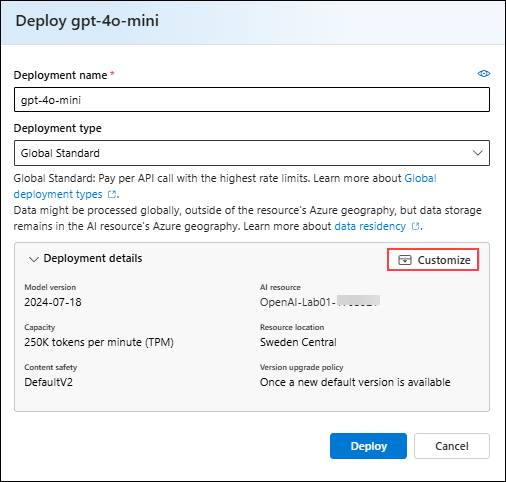 Deploy gpt-4o-mini
Deployment name *
gpt-4o-mini
Deployment type
Global Standard
Global Standard: Pay per API call with the highest rate limits. Learn more about Global
deployment types
Data might be processed globally, outside of the resource's Azure geography, but data storage
remains in the AI resource's Azure geography. Learn more about data residency.
Deployment details
Customize
Model version
AI resource
2024-07-18
OpenAI-Lab01-
Capacity
Resource location
250K tokens per minute (TPM)
Sweden Central
Content safety
Version upgrade policy
DefaultV2
Once a new default version is available
Deploy
Cancel